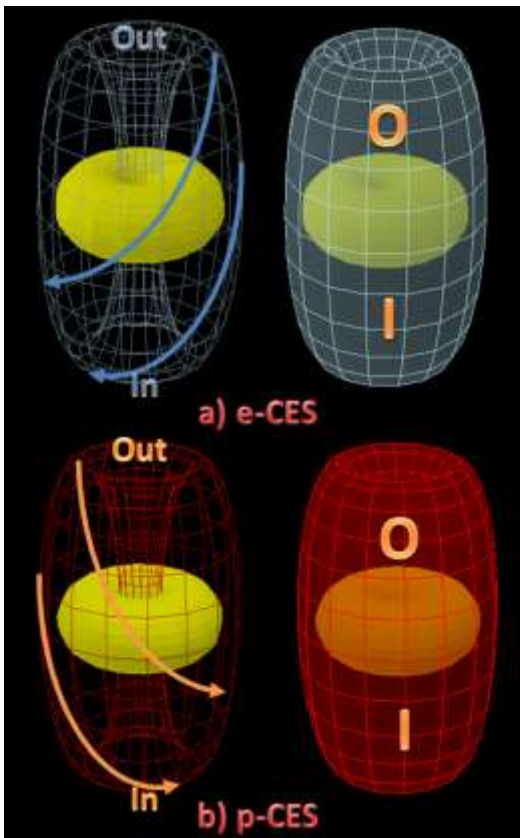 Out
O
I
In
a) e-CES
Out
O
I
In
b) p-CES